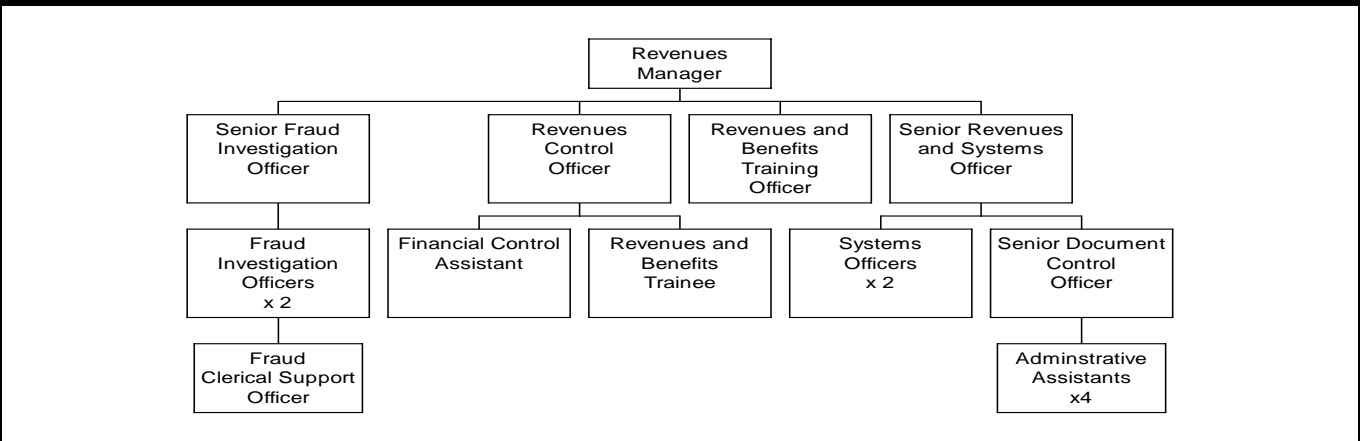 Revenues
Manager
Senior Fraud
Investigation
Officer
Revenues
Control
Officer
Revenues and
Benefits
Training
Officer
Senior Revenues
and Systems
Officer
Fraud
Investigation
Officers
x 2
Financial Control
Assistant
Revenues and
Benefits
Trainee
Systems
Officers
x 2
Senior Document
Control
Officer
Fraud
Clerical Support
Officer
Adminstrative
Assistants
x4